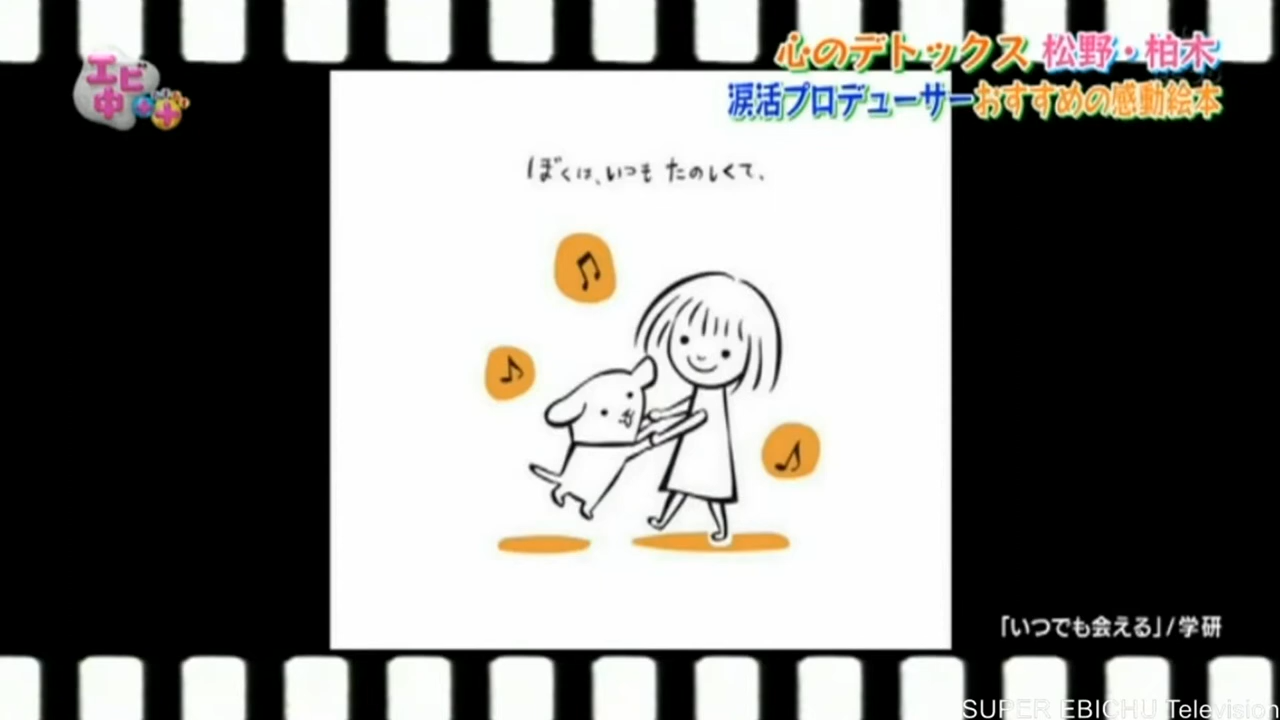 エビ
中
心のデトックス 松野・柏木
涙活プロデューサーおすすめの感動絵本
ぼくは、いつも たのしくて、
「いつでも会える」/学研
SUPER EBICHU Television